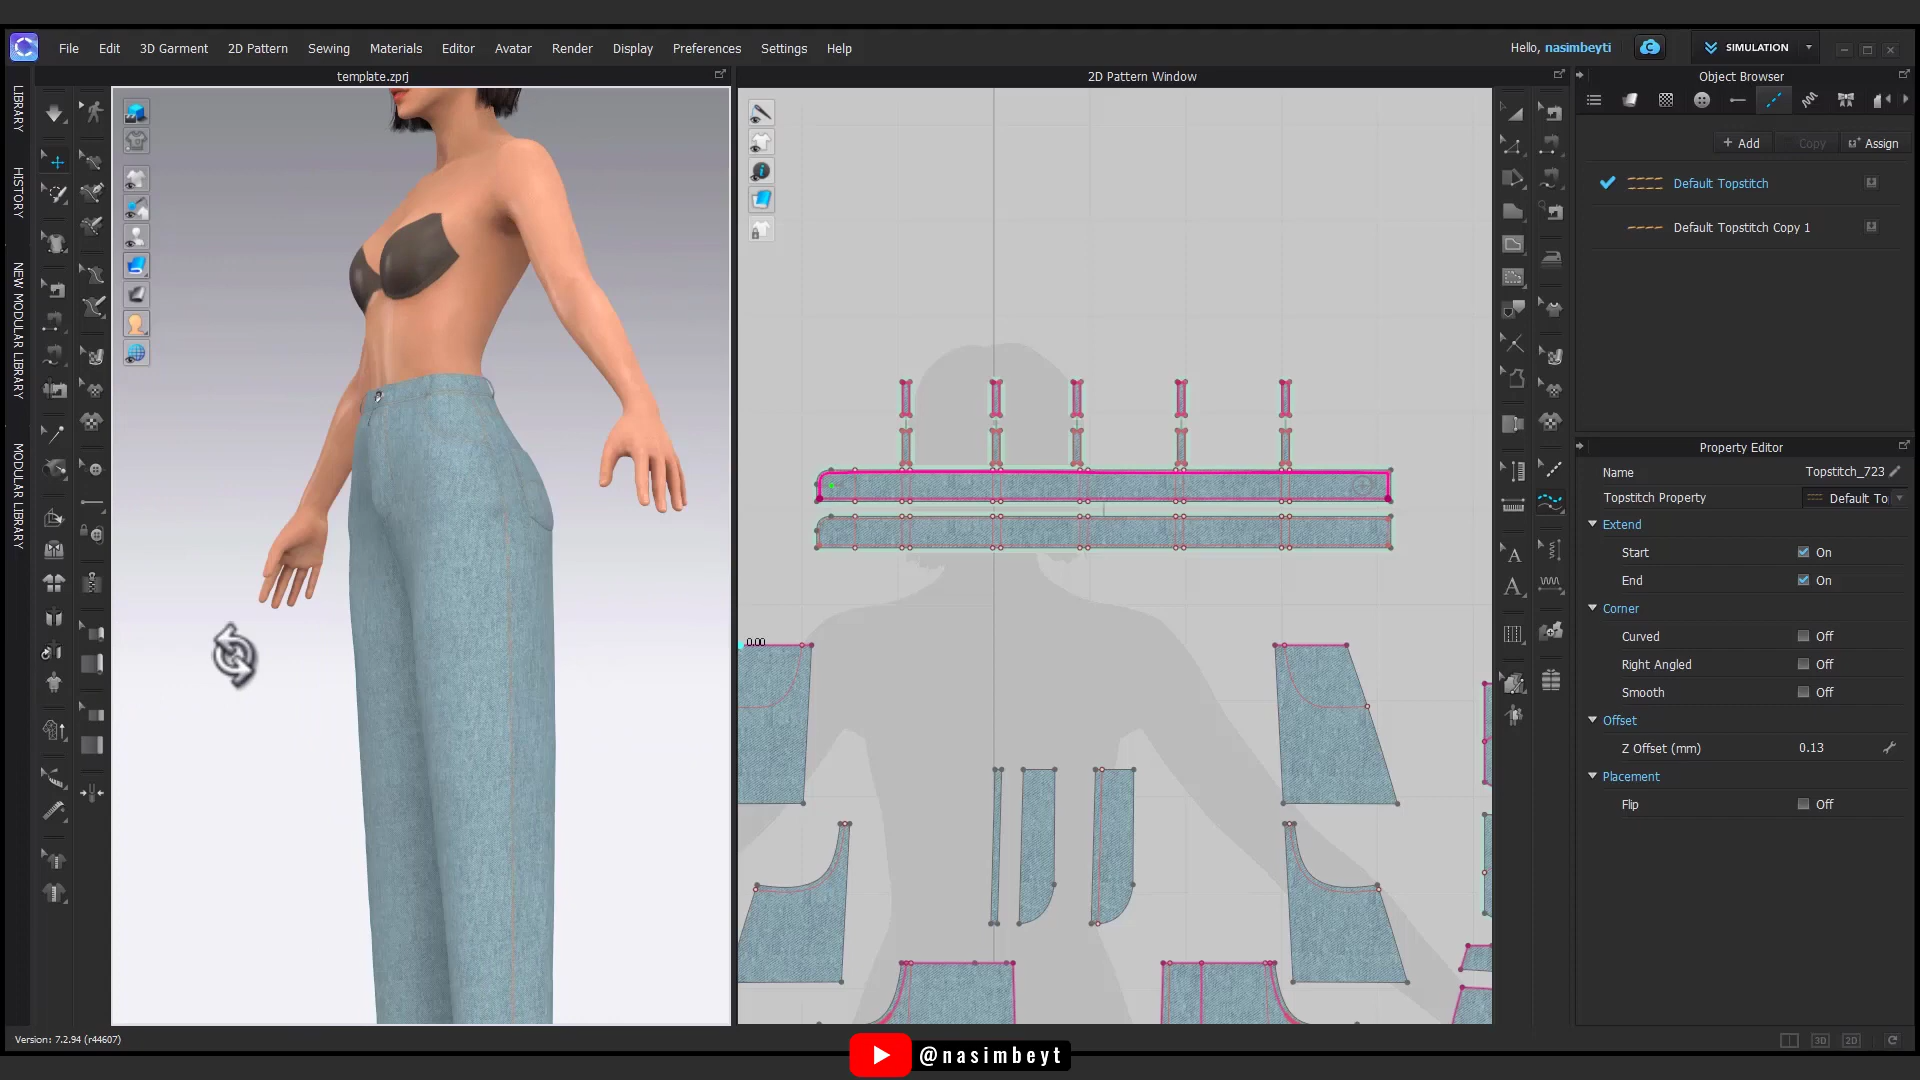 File Edit 3D Garment 2D Pattern Sewing Materials Editor Avatar Render Display Preferences Settings Help
Hello, nasimbeyti
SIMULATION
template.zprj
2D Pattern Window
Object Browser
LIBRARY
HISTORY
NEW MODULAR LIBRARY
MODULAR LIBRARY
+ Add Copy Assign
Default Topstitch
Default Topstitch Copy 1
Property Editor
Name Topstitch_723
Topstitch Property Default To
Extend
Start On
End On
Corner
Curved Off
Right Angled Off
Smooth Off
Offset
Z Offset (mm) 0.13
Placement
Flip Off
0.00
A
A
Version: 7.2.94 (r44607)
3D 2D
@nasimbeyt